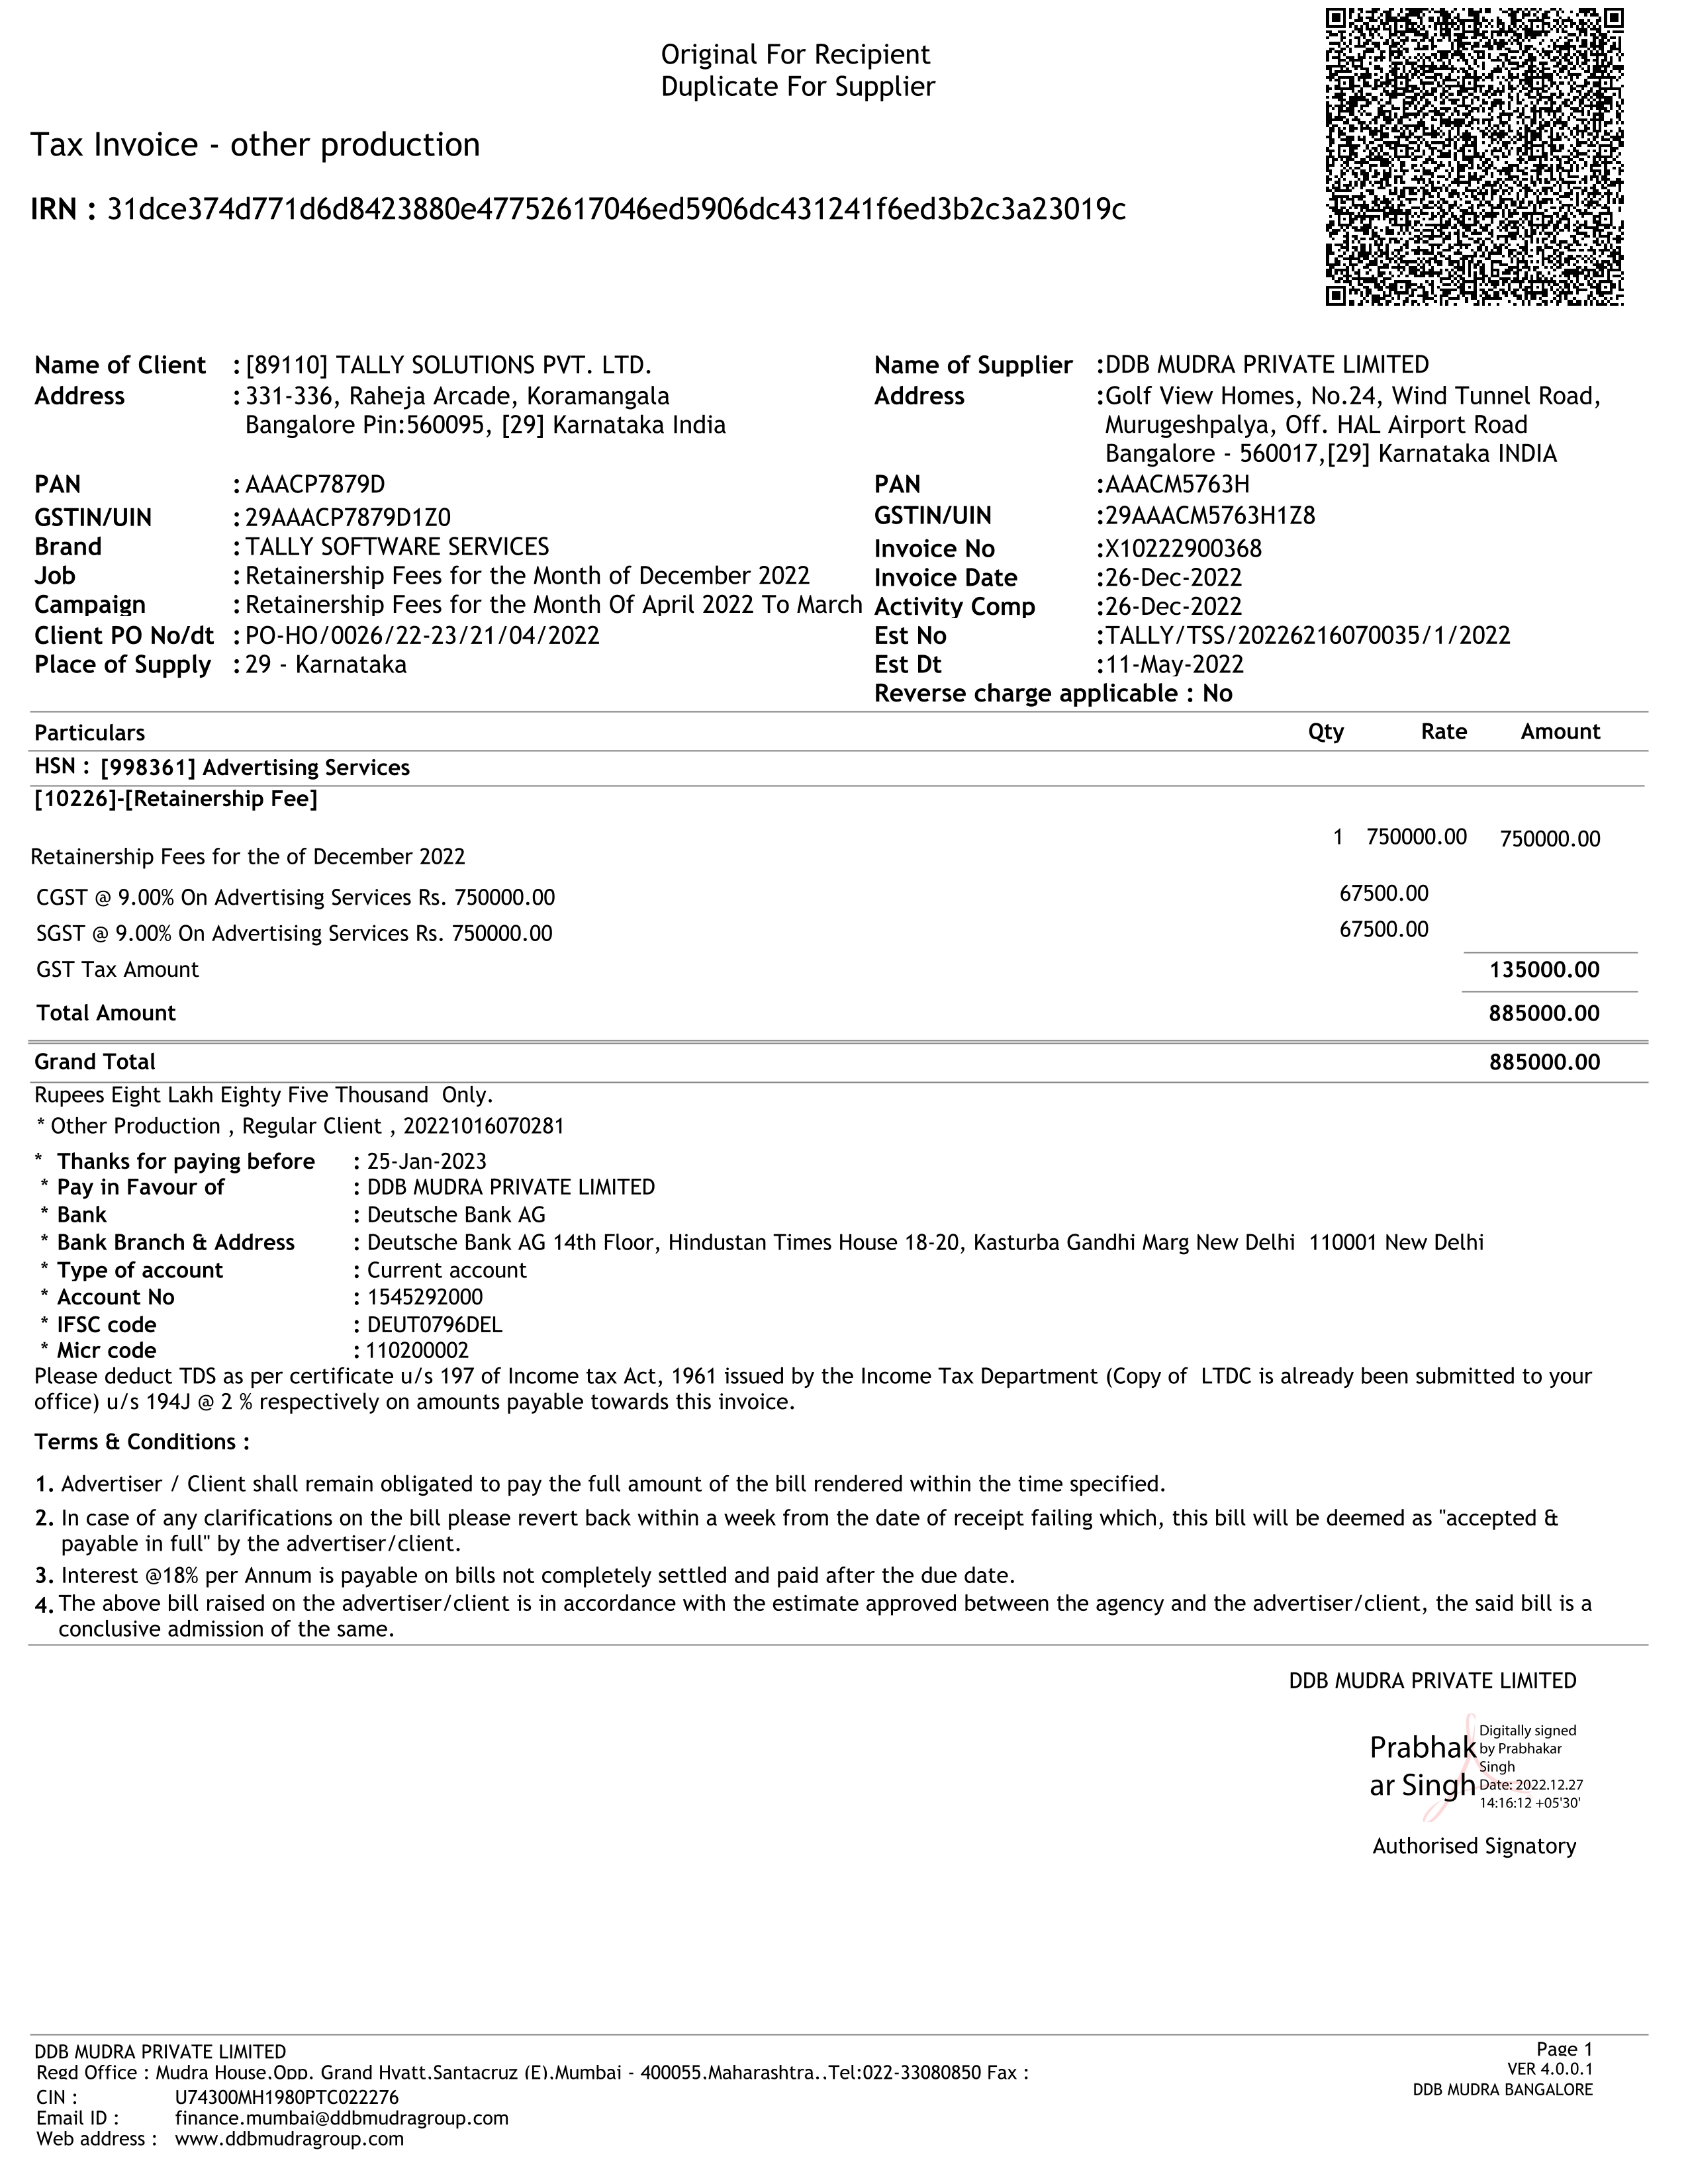 Original For Recipient
Duplicate For Supplier
Tax Invoice - other production
IRN : 31dce374d771d6d8423880e47752617046ed5906dc431241f6ed3b2c3a23019c
Name of Client : [89110] TALLY SOLUTIONS PVT. LTD.
Address : 331-336, Raheja Arcade, Koramangala
Bangalore Pin:560095, [29] Karnataka India
PAN : AAACP7879D
GSTIN/UIN : 29AAACP7879D1Z0
Brand : TALLY SOFTWARE SERVICES
Job : Retainership Fees for the Month of December 2022
Campaign : Retainership Fees for the Month Of April 2022 To March
Client PO No/dt : PO-HO/0026/22-23/21/04/2022
Place of Supply : 29 - Karnataka
Name of Supplier :DDB MUDRA PRIVATE LIMITED
Address :Golf View Homes, No.24, Wind Tunnel Road,
Murugeshpalya, Off. HAL Airport Road
Bangalore - 560017,[29] Karnataka INDIA
PAN :AAACM5763H
GSTIN/UIN :29AAACM5763H1Z8
Invoice No :X10222900368
Invoice Date :26-Dec-2022
Activity Comp :26-Dec-2022
Est No :TALLY/TSS/20226216070035/1/2022
Est Dt :11-May-2022
Reverse charge applicable : No
Particulars Qty Rate Amount
HSN : [998361] Advertising Services
[10226]-[Retainership Fee]
1 750000.00 750000.00
Retainership Fees for the of December 2022
CGST @ 9.00% On Advertising Services Rs. 750000.00 67500.00
SGST @ 9.00% On Advertising Services Rs. 750000.00 67500.00
GST Tax Amount 135000.00
Total Amount 885000.00
Grand Total 885000.00
Rupees Eight Lakh Eighty Five Thousand  Only.
* Other Production , Regular Client , 20221016070281
* Thanks for paying before : 25-Jan-2023
* Pay in Favour of : DDB MUDRA PRIVATE LIMITED
* Bank : Deutsche Bank AG
* Bank Branch & Address : Deutsche Bank AG 14th Floor, Hindustan Times House 18-20, Kasturba Gandhi Marg New Delhi  110001 New Delhi
* Type of account : Current account
* Account No : 1545292000
* IFSC code : DEUT0796DEL
* Micr code : 110200002
Please deduct TDS as per certificate u/s 197 of Income tax Act, 1961 issued by the Income Tax Department (Copy of  LTDC is already been submitted to your
office) u/s 194J @ 2 % respectively on amounts payable towards this invoice.
Terms & Conditions :
1. Advertiser / Client shall remain obligated to pay the full amount of the bill rendered within the time specified.
2. In case of any clarifications on the bill please revert back within a week from the date of receipt failing which, this bill will be deemed as "accepted &
payable in full" by the advertiser/client.
3. Interest @18% per Annum is payable on bills not completely settled and paid after the due date.
4. The above bill raised on the advertiser/client is in accordance with the estimate approved between the agency and the advertiser/client, the said bill is a
conclusive admission of the same.
DDB MUDRA PRIVATE LIMITED
Prabhak
ar Singh
Digitally signed
by Prabhakar
Singh
Date: 2022.12.27
14:16:12 +05'30'
Authorised Signatory
DDB MUDRA PRIVATE LIMITED
Regd Office : Mudra House,Opp. Grand Hyatt,Santacruz (E),Mumbai - 400055,Maharashtra,,Tel:022-33080850 Fax :
CIN : U74300MH1980PTC022276
Email ID : finance.mumbai@ddbmudragroup.com
Web address : www.ddbmudragroup.com
Page 1
VER 4.0.0.1
DDB MUDRA BANGALORE